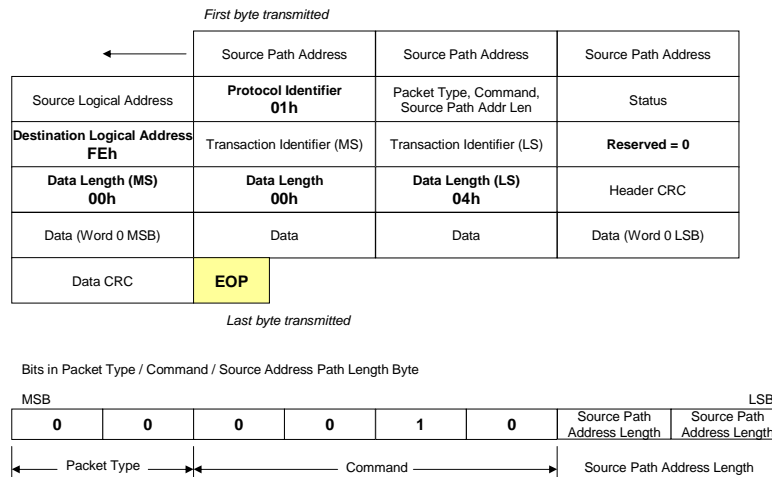 First byte transmitted
Source Path Address Source Path Address Source Path Address
Source Logical Address
Protocol Identifier
01h
Packet Type, Command,
Source Path Addr Len
Status
Destination Logical Address
FEh
Transaction Identifier (MS)
Transaction Identifier (LS)
Reserved = 0
Data Length (MS)
00h
Data Length
00h
Data Length (LS)
04h
Header CRC
Data (Word 0 MSB) Data Data Data (Word 0 LSB)
Data CRC EOP
Last byte transmitted
Bits in Packet Type / Command / Source Address Path Length Byte
MSB LSB
0 0 0 0 1 0
Source Path
Address Length
Source Path
Address Length
Packet Type Command Source Path Address Length